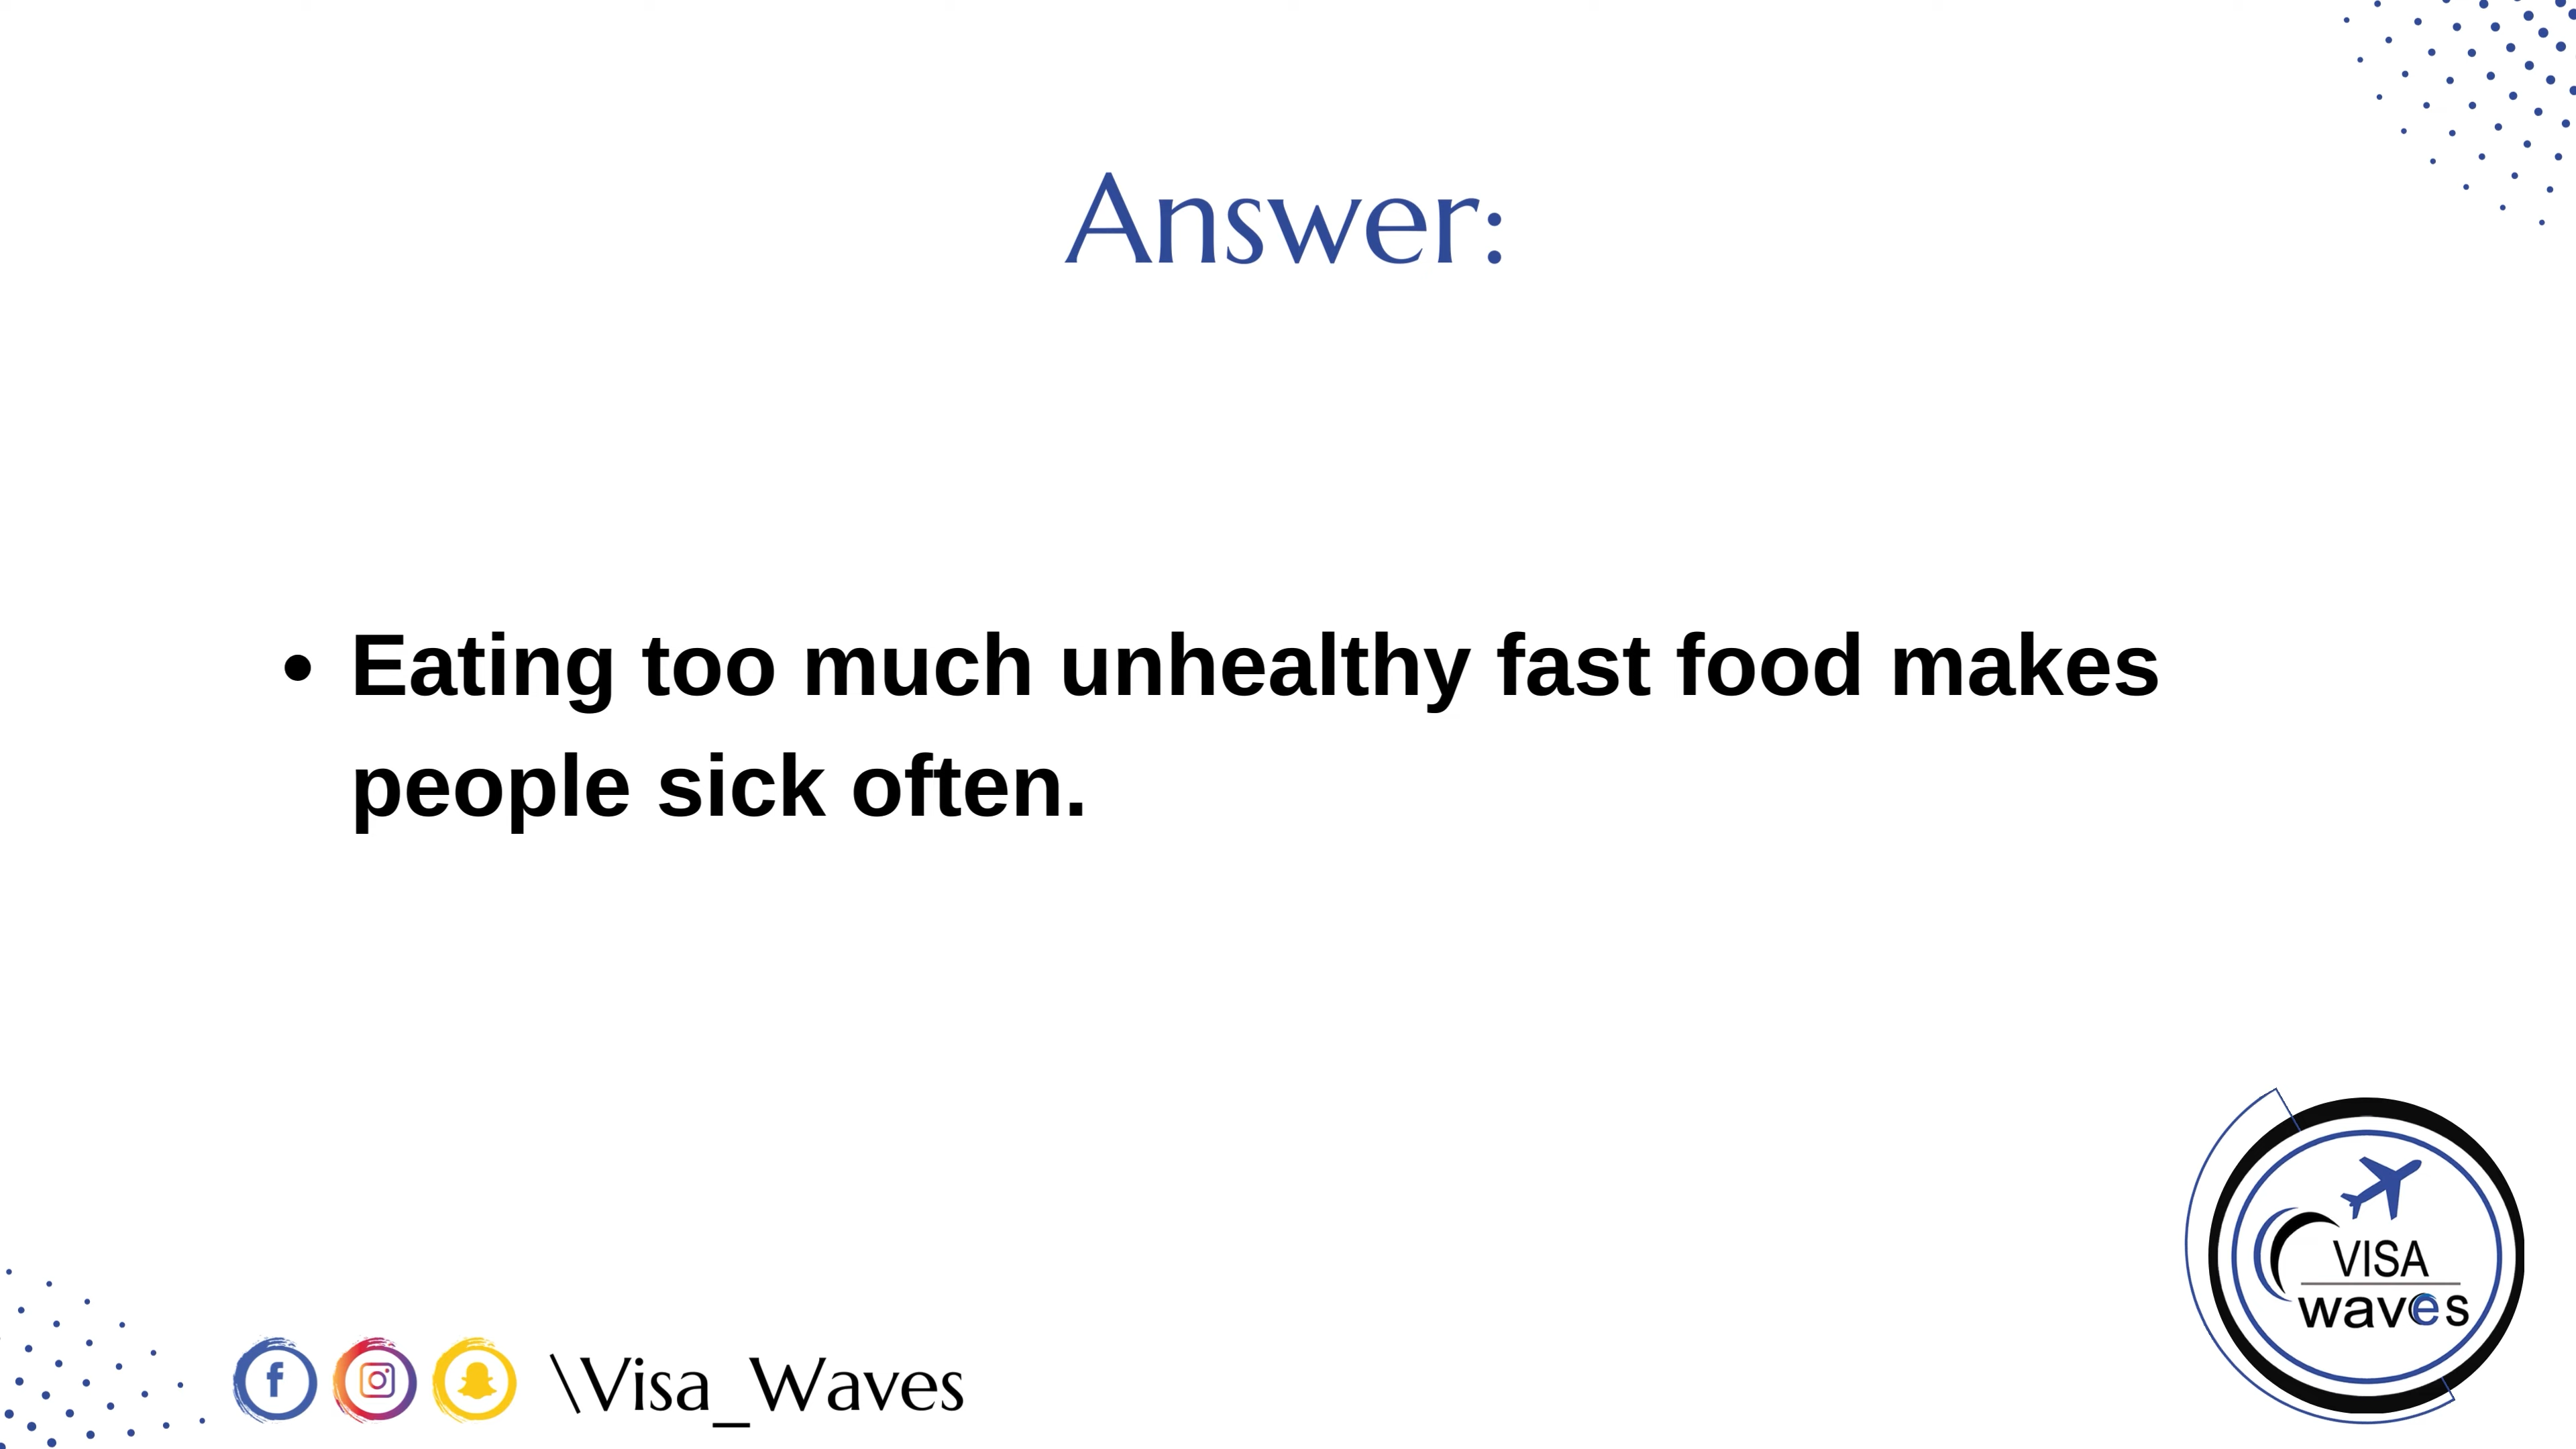 Answer:
• Eating too much unhealthy fast food makes
people sick often.
VISA
waves
\Visa_Waves